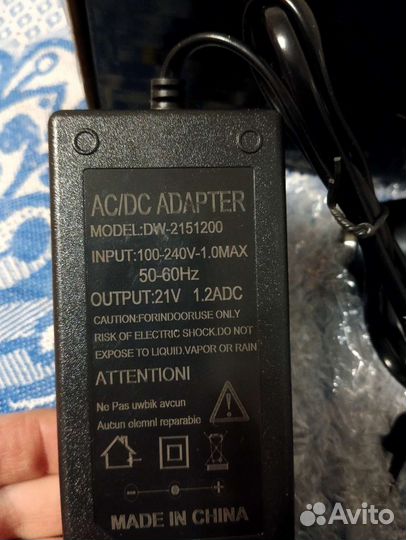 AC/DC ADAPTER
MODEL:DW-2151200
INPUT:100-240V-1.0MAX
50-60Hz
OUTPUT:21V 1.2ADC
CAUTION:FORINDOORUSE ONLY
RISK OF ELECTRIC SHOCK.DO NOT
EXPOSE TO LIQUID.VAPOR OR RAIN
ATTENTIONI
Ne Pas uwbik avcun
Aucun olemni reparabie
MADE IN CHINA
Avito